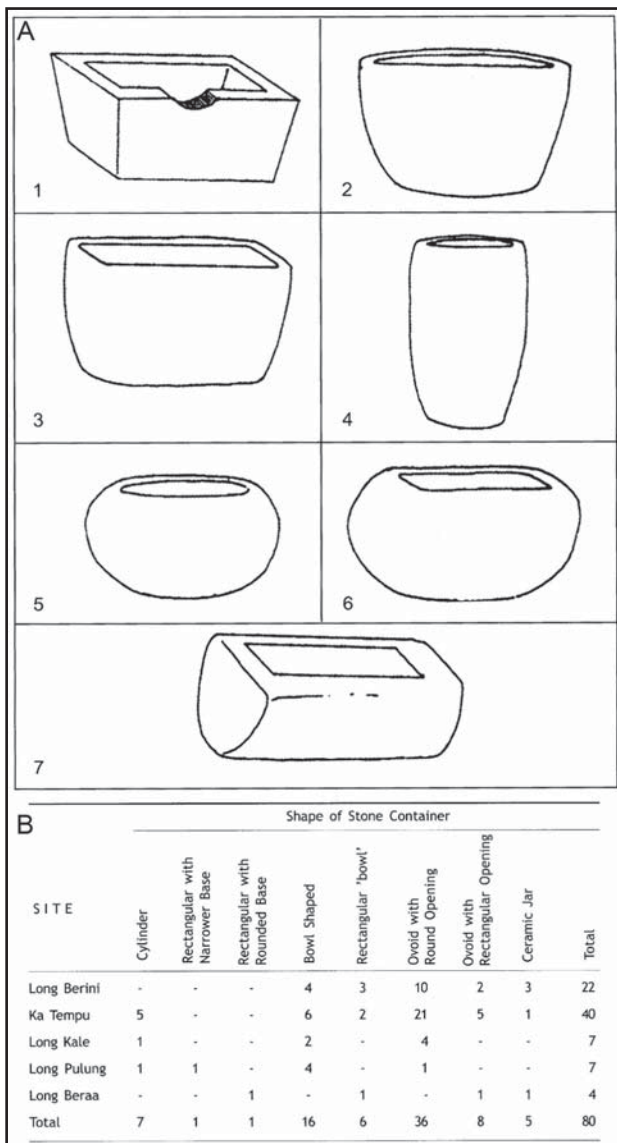 A
1
2
3
4
5
6
7
B
Shape of Stone Container
SITE Cylinder Rectangular with Narrower Base Rectangular with Rounded Base Bowl Shaped Rectangular 'bowl' Ovoid with Round Opening Ovoid with Rectangular Opening Ceramic Jar Total
Long Berini - - - 4 3 10 2 3 22
Ka Tempu 5 - - 6 2 21 5 1 40
Long Kale 1 - - 2 - 4 - - 7
Long Pulung 1 1 - 4 - 1 - - 7
Long Beraa - - 1 - 1 - 1 1 4
Total 7 1 1 16 6 36 8 5 80